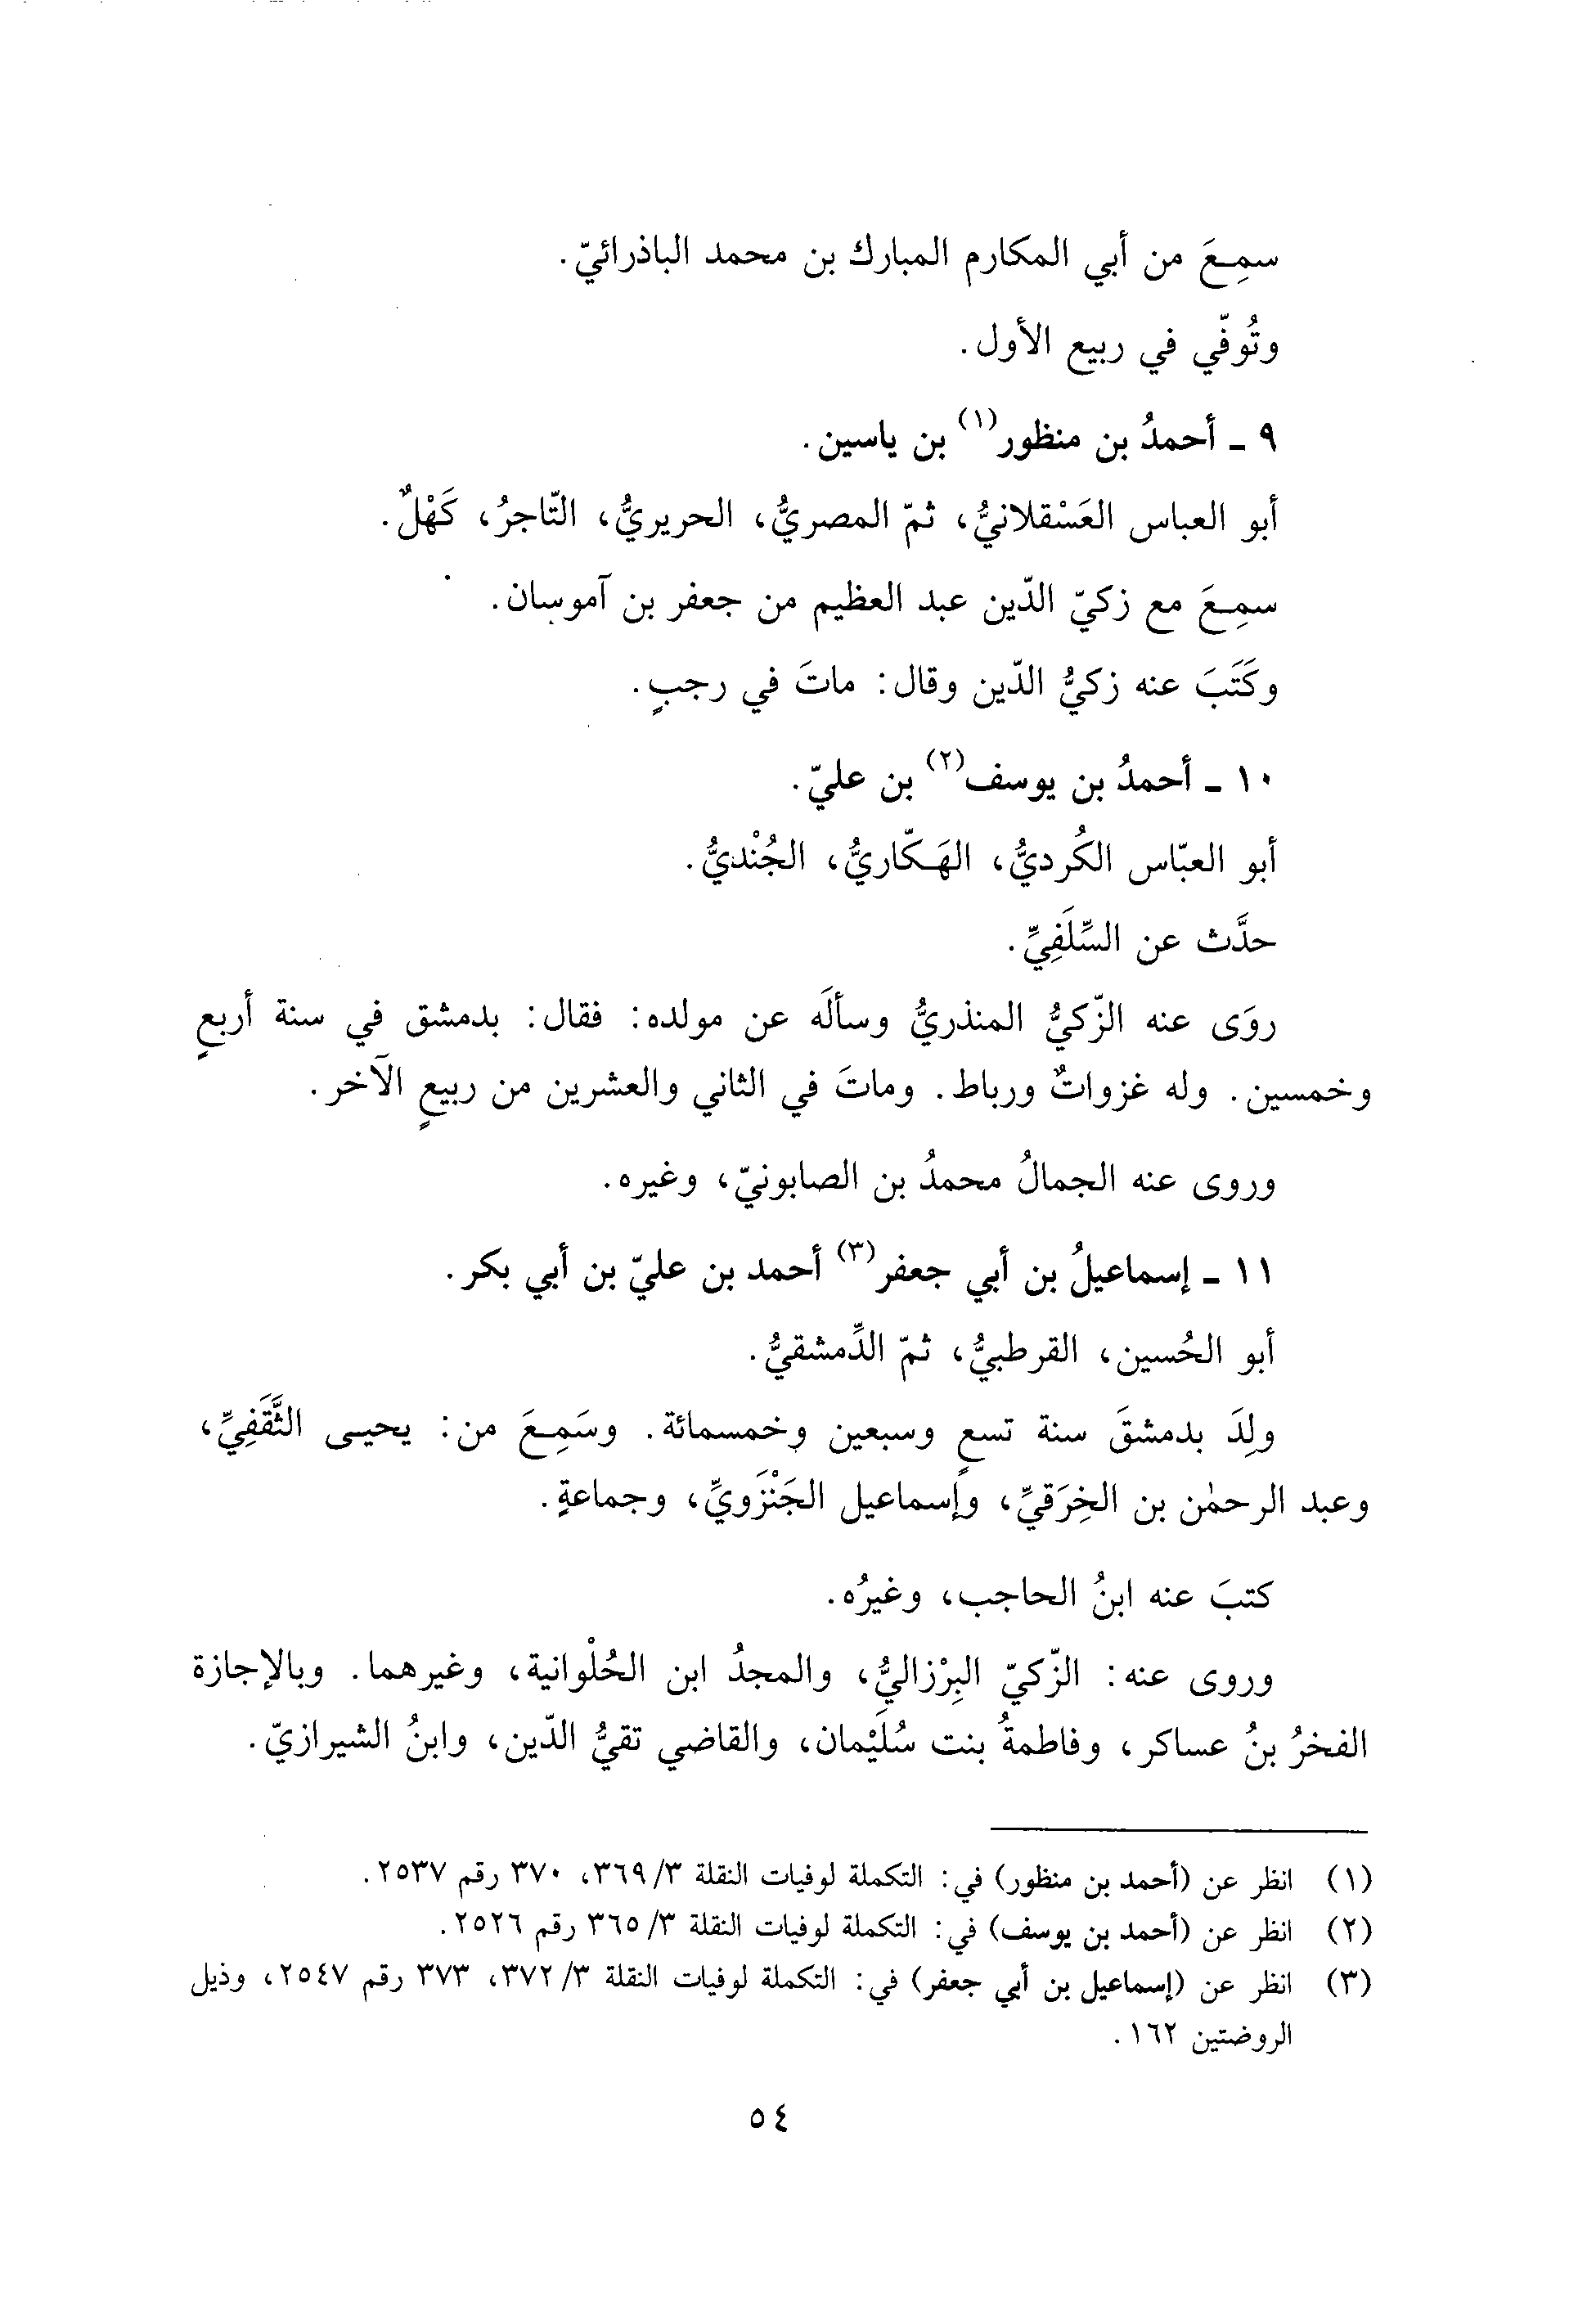 سمِعَ من أبي المكارم المبارك بن محمد الباذرائيّ.
وتُوفّي في ربيع الأول.
٩ ـ أحمدُ بن منظور(١) بن ياسين.
أبو العباس العَسْقلانيُّ، ثمّ المصريُّ، الحريريُّ، التّاجرُ، كَهْلٌ.
سمِعَ مع زكيّ الدّين عبد العظيم من جعفر بن آموسان.
وكَتَبَ عنه زكيُّ الدّين وقال: ماتَ في رجبٍ.
١٠ ـ أحمدُ بن يوسف(٢) بن عليّ.
أبو العبّاس الكُرديُّ، الهَكّاريُّ، الجُنْديُّ.
حدَّث عن السِّلَفِيِّ.
روَى عنه الزّكيُّ المنذريُّ وسألَه عن مولده: فقال: بدمشق في سنة أربعٍ
وخمسين. وله غزواتٌ ورباط. وماتَ في الثاني والعشرين من ربيعٍ الآخر.
وروى عنه الجمالُ محمدُ بن الصابونيّ، وغيره.
١١ ـ إسماعيلُ بن أبي جعفر(٣) أحمد بن عليّ بن أبي بكر.
أبو الحُسين، القرطبيُّ، ثمّ الدِّمشقيُّ.
ولِدَ بدمشقَ سنة تسعٍ وسبعين وخمسمائة. وسَمِعَ من: يحيى الثَّقَفِيِّ،
وعبد الرحمٰن بن الخِرَقيِّ، وإسماعيل الجَنْزَويِّ، وجماعةٍ.
كتبَ عنه ابنُ الحاجب، وغيرُه.
وروى عنه: الزّكيّ البِرْزاليُّ، والمجدُ ابن الحُلْوانية، وغيرهما. وبالإجازة
الفخرُ بنُ عساكر، وفاطمةُ بنت سُلَيْمان، والقاضي تقيُّ الدّين، وابنُ الشيرازيّ.
(١) انظر عن (أحمد بن منظور) في: التكملة لوفيات النقلة ٣/ ٣٦٩، ٣٧٠ رقم ٢٥٣٧.
(٢) انظر عن (أحمد بن يوسف) في: التكملة لوفيات النقلة ٣/ ٣٦٥ رقم ٢٥٢٦.
(٣) انظر عن (إسماعيل بن أبي جعفر) في: التكملة لوفيات النقلة ٣/ ٣٧٢، ٣٧٣ رقم ٢٥٤٧، وذيل
الروضتين ١٦٢.
٥٤